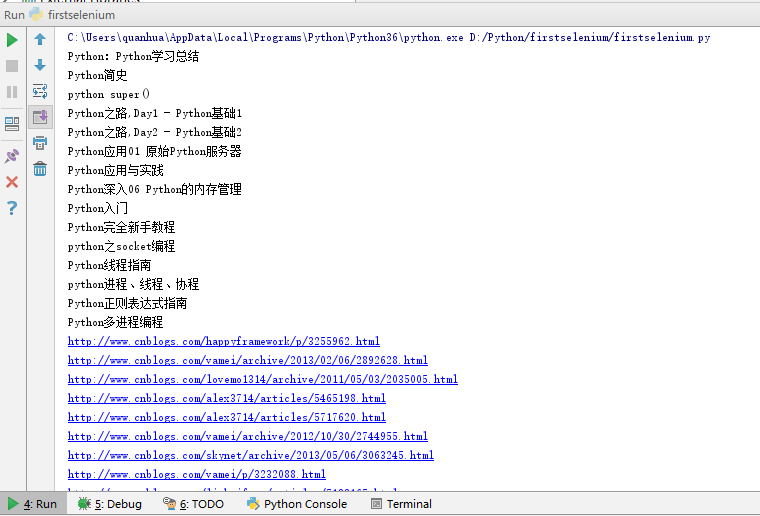 Run firstselenium
C:\Users\quanhua\AppData\Local\Programs\Python\Python36\python.exe D:/Python/firstselenium/firstselenium.py
Python: Python学习总结
Python简史
python super()
Python之路,Day1 - Python基础1
Python之路,Day2 - Python基础2
Python应用01 原始Python服务器
Python应用与实践
Python深入06 Python的内存管理
Python入门
Python完全新手教程
python之socket编程
Python线程指南
python进程、线程、协程
Python正则表达式指南
Python多进程编程
http://www.cnblogs.com/happyframework/p/3255962.html
http://www.cnblogs.com/vamei/archive/2013/02/06/2892628.html
http://www.cnblogs.com/lovemo1314/archive/2011/05/03/2035005.html
http://www.cnblogs.com/alex3714/articles/5465198.html
http://www.cnblogs.com/alex3714/articles/5717620.html
http://www.cnblogs.com/vamei/archive/2012/10/30/2744955.html
http://www.cnblogs.com/skynet/archive/2013/05/06/3063245.html
http://www.cnblogs.com/vamei/p/3232088.html
4: Run 5: Debug 6: TODO Python Console Terminal